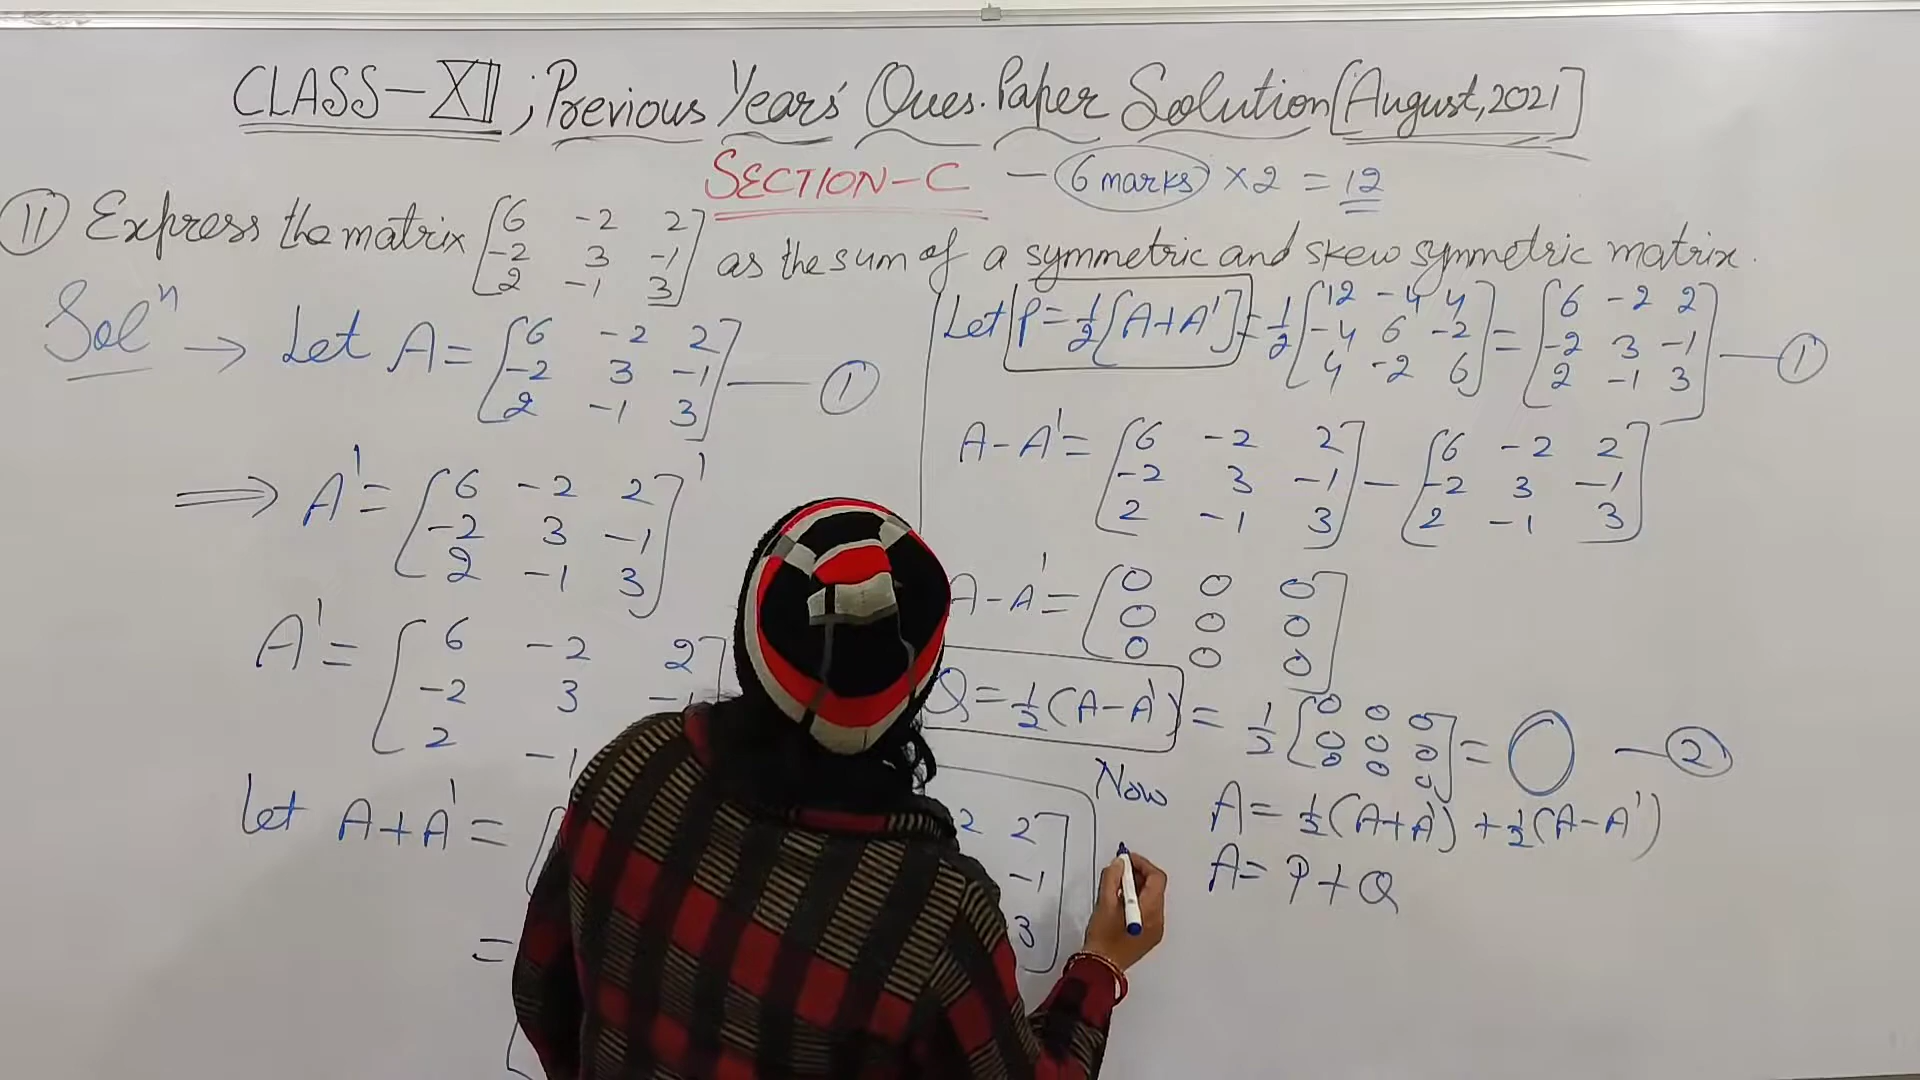 CLASS-XII ; Previous Years' Ques. Paper Solution [August, 2021]
SECTION-C — 6 marks × 2 = 12
11 Express the matrix [6 -2 2
-2 3 -1
2 -1 3] as the sum of a symmetric and skew symmetric matrix.
Solⁿ → Let A = [6 -2 2
-2 3 -1
2 -1 3] — 1
⟹ A' = [6 -2 2
-2 3 -1
2 -1 3]'
A' = [6 -2 2
-2 3 -1
2 -1
Let A+A' = [
2 2
-1
3]
=
Let P = 1/2 [A+A'] = 1/2 [12 -4 4
-4 6 -2
4 -2 6] = [6 -2 2
-2 3 -1
2 -1 3] — 1
A-A' = [6 -2 2
-2 3 -1
2 -1 3] - [6 -2 2
-2 3 -1
2 -1 3]
A-A' = [0 0 0
0 0 0
0 0 0]
Q = 1/2 (A-A') = 1/2 [0 0 0
0 0 0
0 0 0] = O — 2
Now A = 1/2 (A+A') + 1/2 (A-A')
A = P+Q